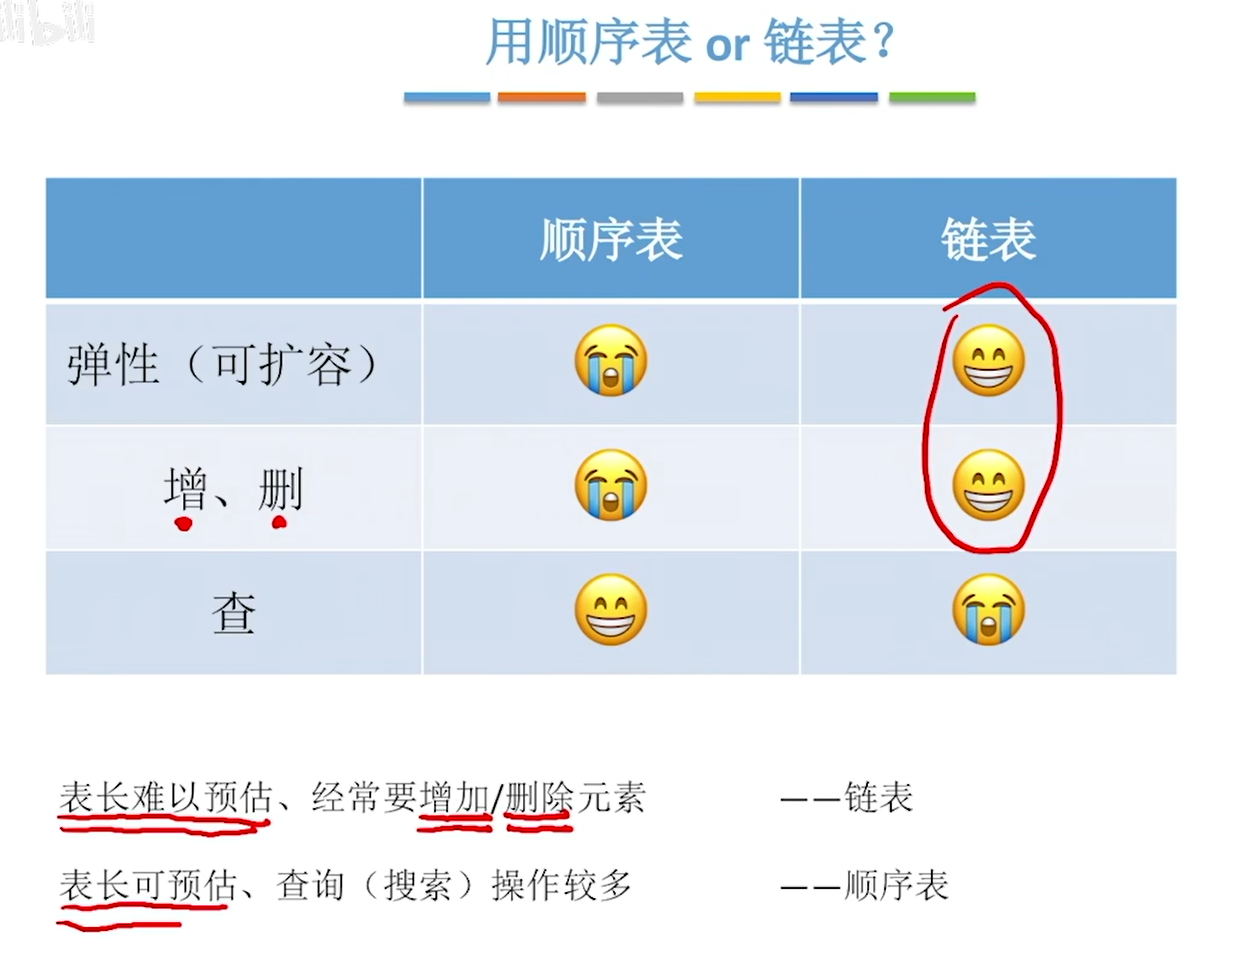 用顺序表 or 链表？
顺序表 链表
弹性（可扩容） 😭 😁
增、删 😭 😁
查 😁 😭
表长难以预估、经常要增加/删除元素 ——链表
表长可预估、查询（搜索）操作较多 ——顺序表